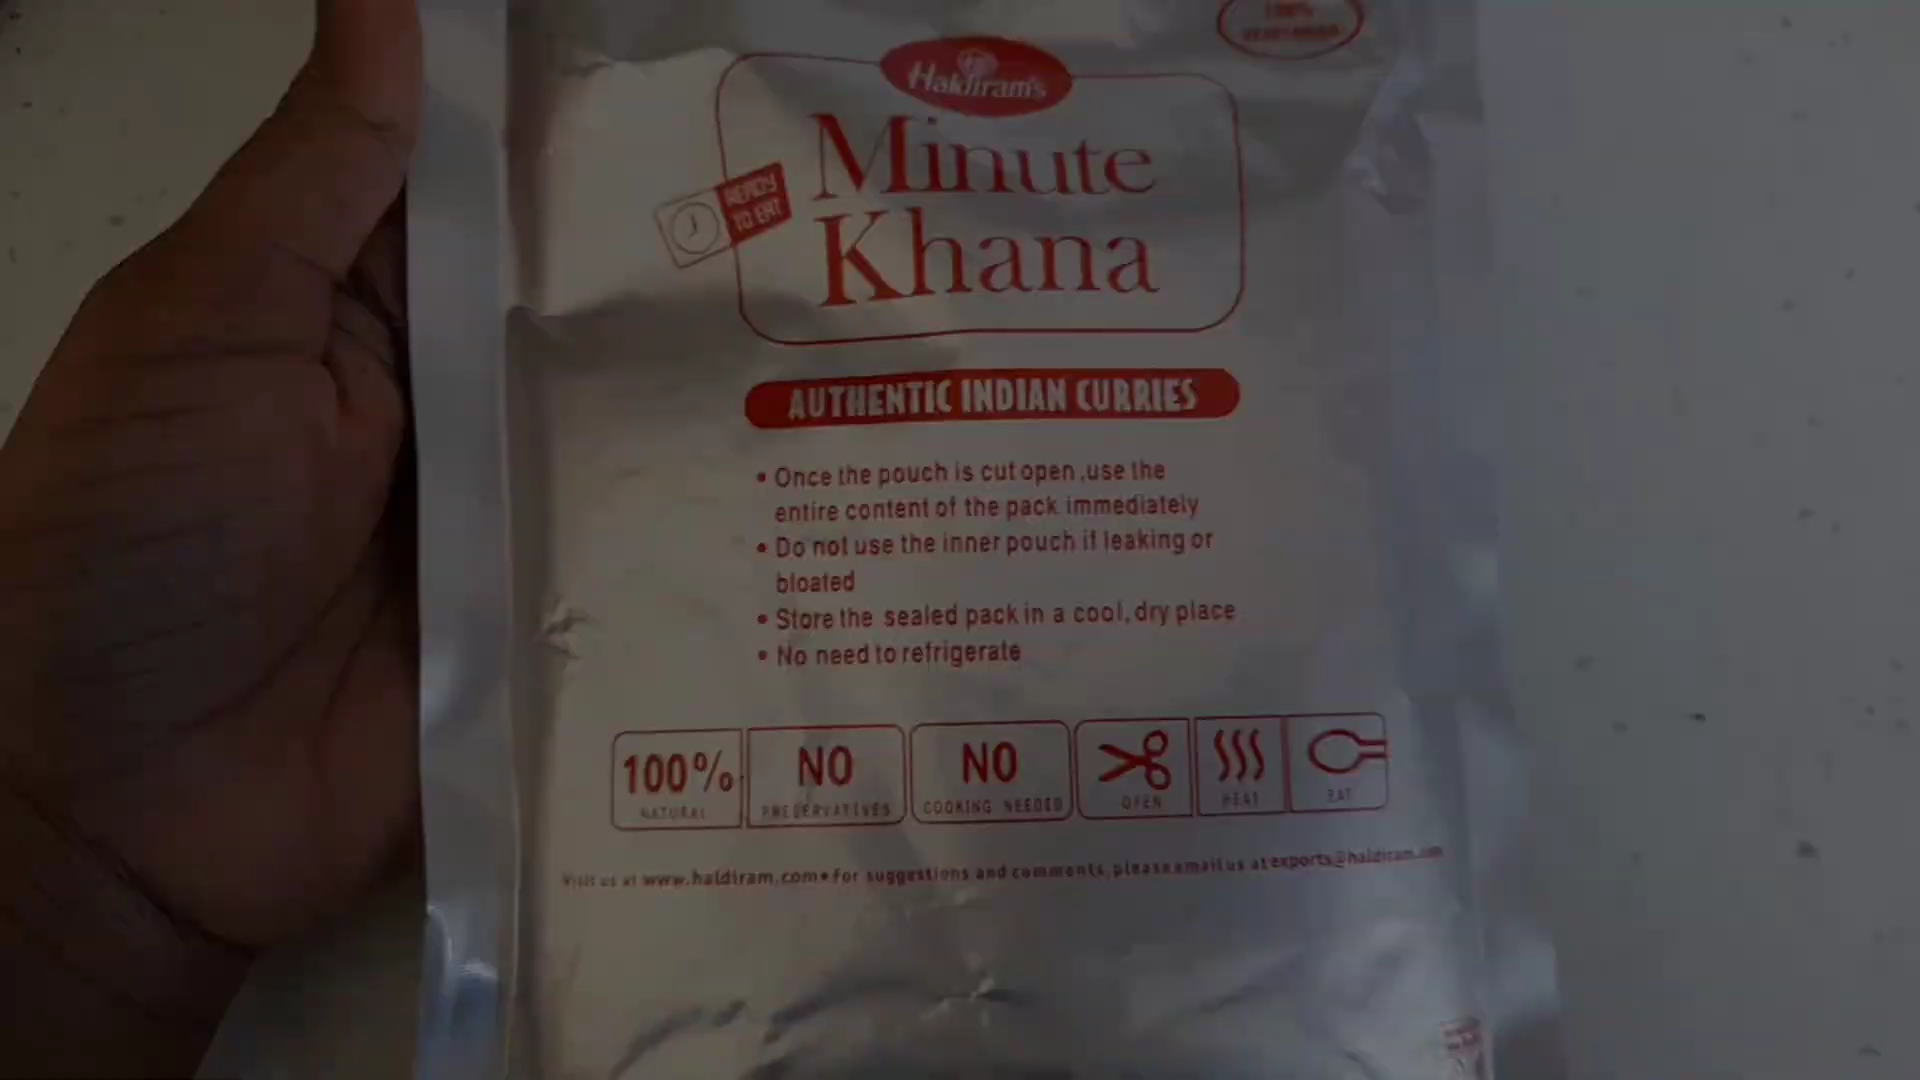 100%
Haldiram's
Minute
Khana
READY
TO EAT
AUTHENTIC INDIAN CURRIES
• Once the pouch is cut open ,use the
entire content of the pack immediately
• Do not use the inner pouch if leaking or
bloated
• Store the sealed pack in a cool, dry place
• No need to refrigerate
100%
NATURAL
NO
PRESERVATIVES
NO
COOKING NEEDED
OPEN
HEAT
EAT
Visit us at www.haldiram.com • For suggestions and comments, please email us at exports@haldiram.com